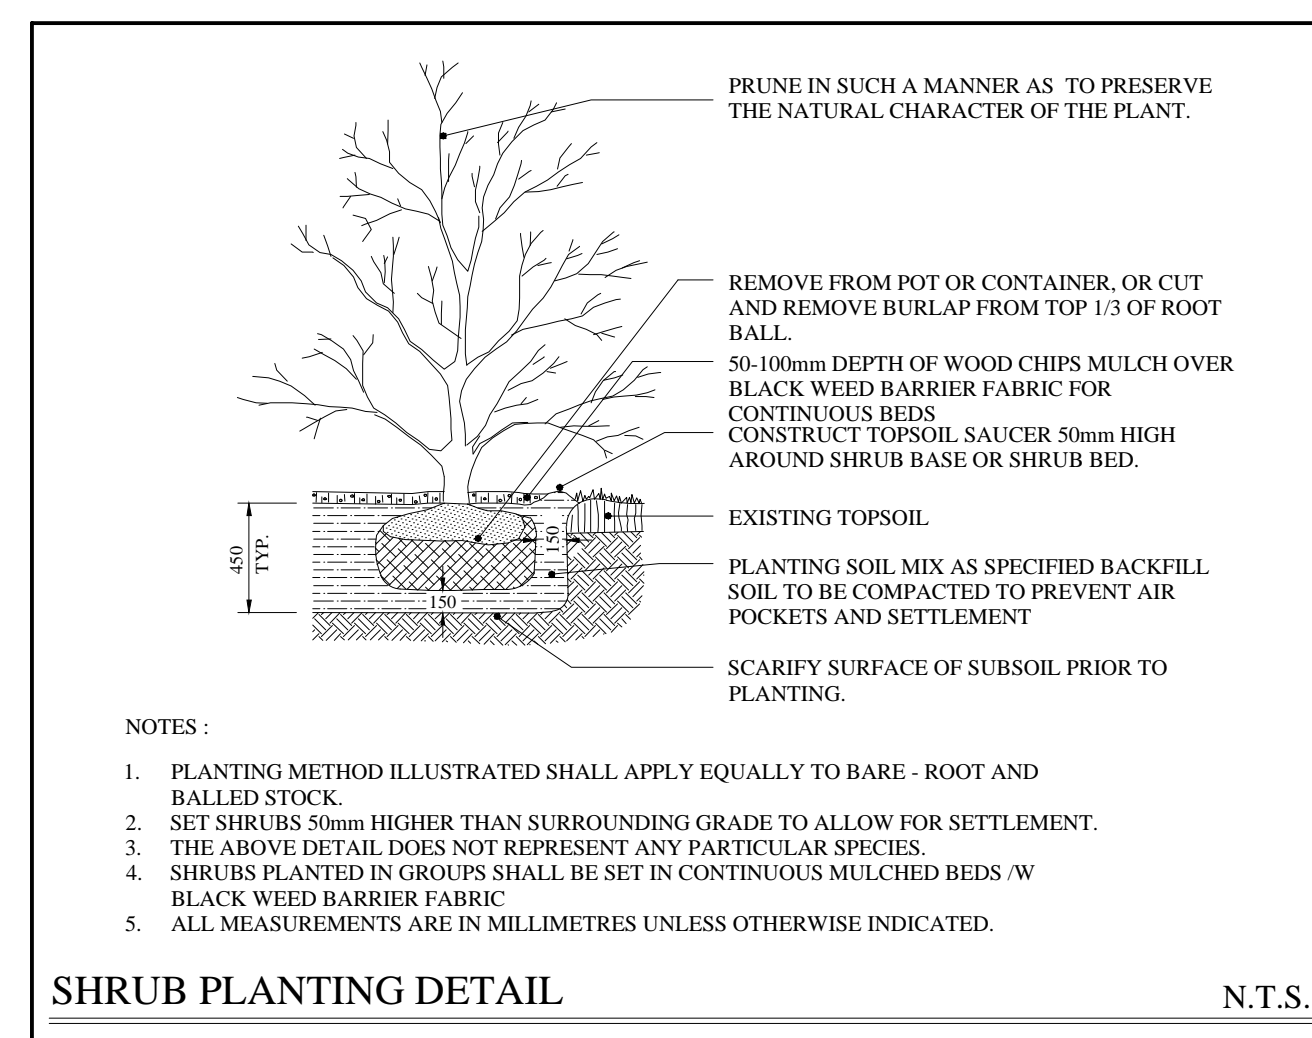 PRUNE IN SUCH A MANNER AS TO PRESERVE
THE NATURAL CHARACTER OF THE PLANT.
REMOVE FROM POT OR CONTAINER, OR CUT
AND REMOVE BURLAP FROM TOP 1/3 OF ROOT
BALL.
50-100mm DEPTH OF WOOD CHIPS MULCH OVER
BLACK WEED BARRIER FABRIC FOR
CONTINUOUS BEDS
CONSTRUCT TOPSOIL SAUCER 50mm HIGH
AROUND SHRUB BASE OR SHRUB BED.
EXISTING TOPSOIL
450
TYP.
150
150
PLANTING SOIL MIX AS SPECIFIED BACKFILL
SOIL TO BE COMPACTED TO PREVENT AIR
POCKETS AND SETTLEMENT
SCARIFY SURFACE OF SUBSOIL PRIOR TO
PLANTING.
NOTES :
1. PLANTING METHOD ILLUSTRATED SHALL APPLY EQUALLY TO BARE - ROOT AND
BALLED STOCK.
2. SET SHRUBS 50mm HIGHER THAN SURROUNDING GRADE TO ALLOW FOR SETTLEMENT.
3. THE ABOVE DETAIL DOES NOT REPRESENT ANY PARTICULAR SPECIES.
4. SHRUBS PLANTED IN GROUPS SHALL BE SET IN CONTINUOUS MULCHED BEDS /W
BLACK WEED BARRIER FABRIC
5. ALL MEASUREMENTS ARE IN MILLIMETRES UNLESS OTHERWISE INDICATED.
SHRUB PLANTING DETAIL
N.T.S.